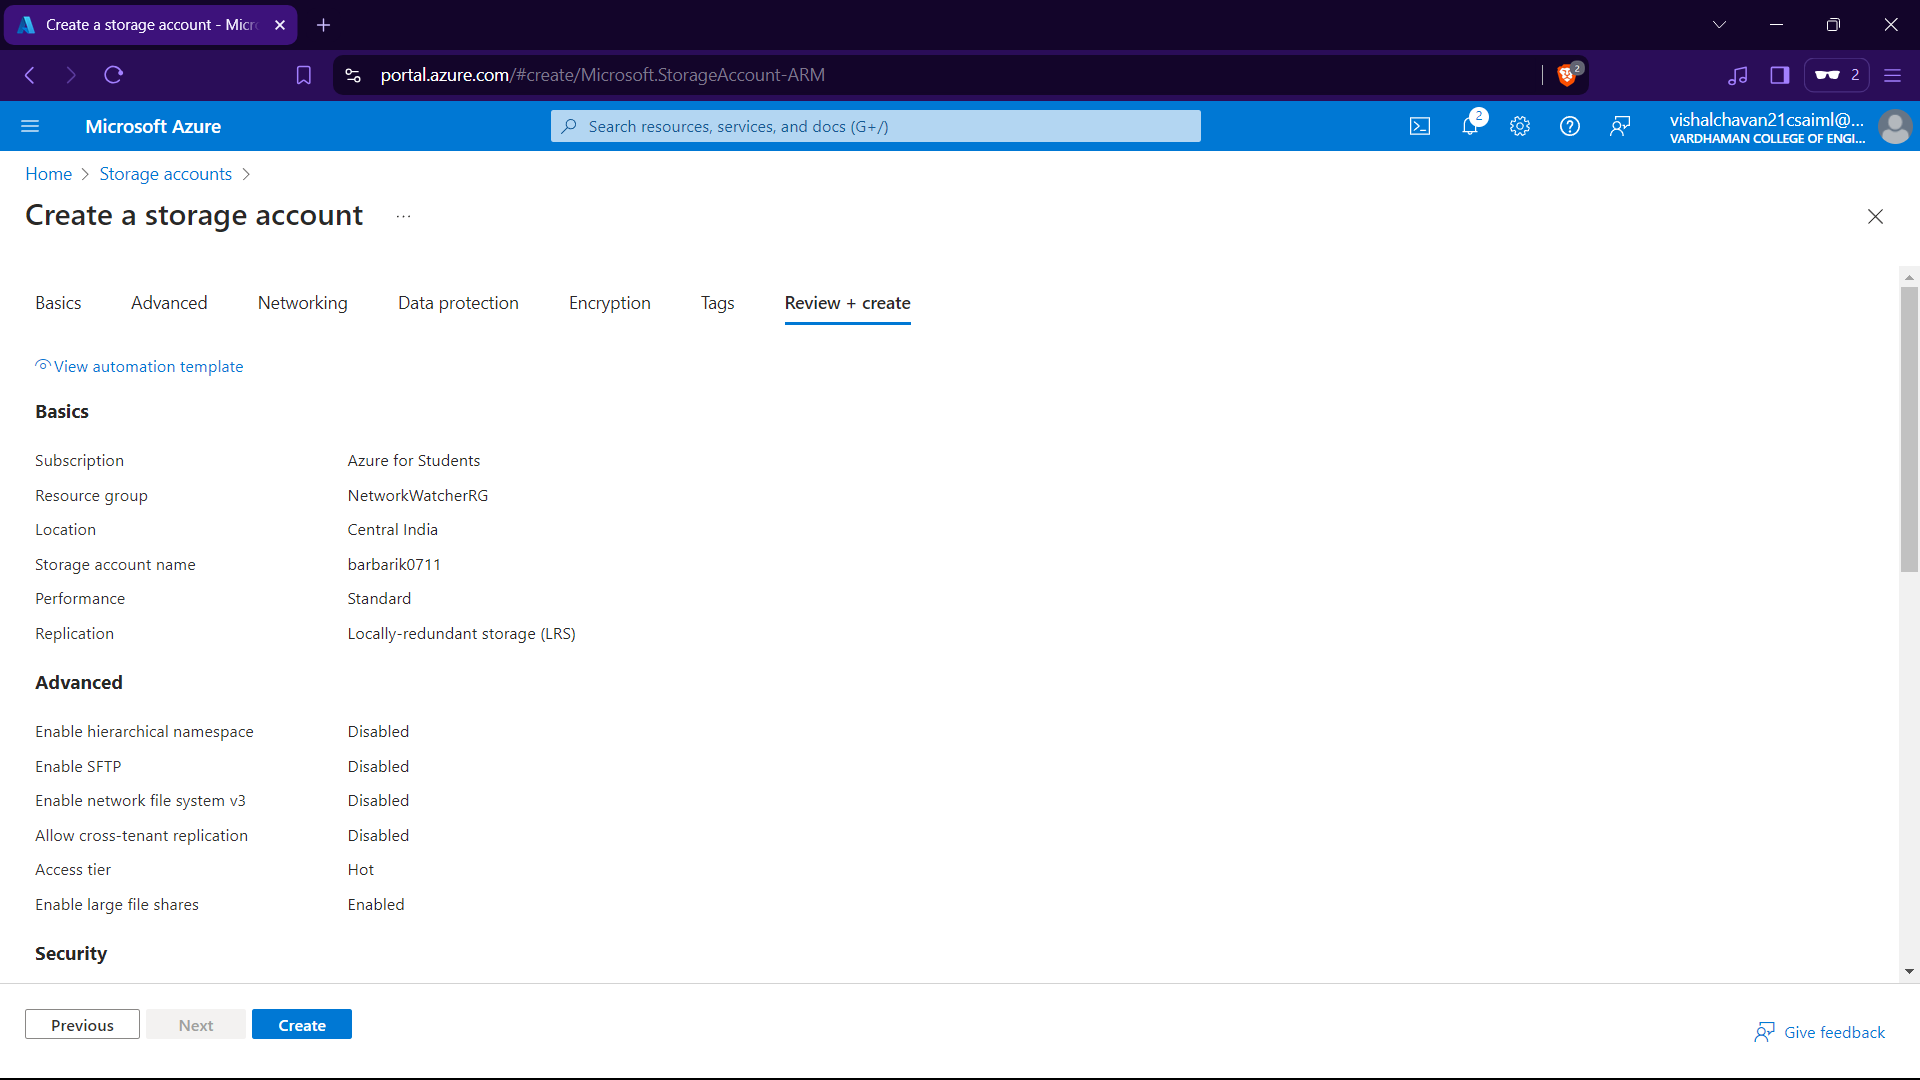 Create a storage account - Micr
portal.azure.com/#create/Microsoft.StorageAccount-ARM
2
2
Microsoft Azure
Search resources, services, and docs (G+/)
2
vishalchavan21csaiml@...
VARDHAMAN COLLEGE OF ENGI...
Home > Storage accounts >
Create a storage account ...
Basics Advanced Networking Data protection Encryption Tags Review + create
View automation template
Basics
Subscription Azure for Students
Resource group NetworkWatcherRG
Location Central India
Storage account name barbarik0711
Performance Standard
Replication Locally-redundant storage (LRS)
Advanced
Enable hierarchical namespace Disabled
Enable SFTP Disabled
Enable network file system v3 Disabled
Allow cross-tenant replication Disabled
Access tier Hot
Enable large file shares Enabled
Security
Previous Next Create
Give feedback